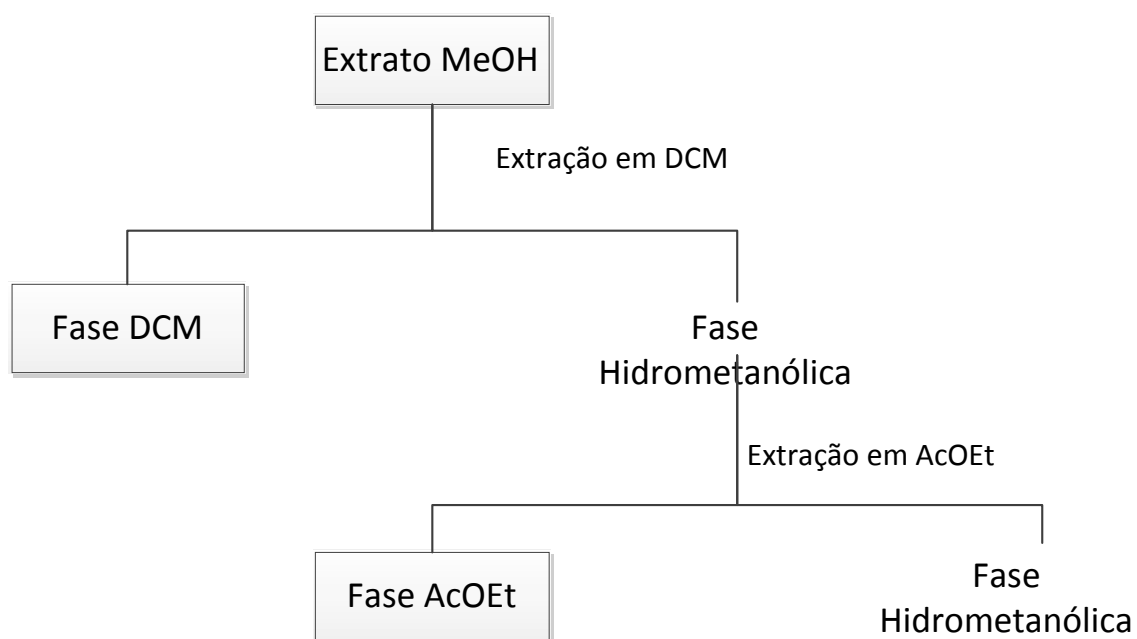 Extrato MeOH
Extração em DCM
Fase DCM
Fase
Hidrometanólica
Extração em AcOEt
Fase AcOEt
Fase
Hidrometanólica